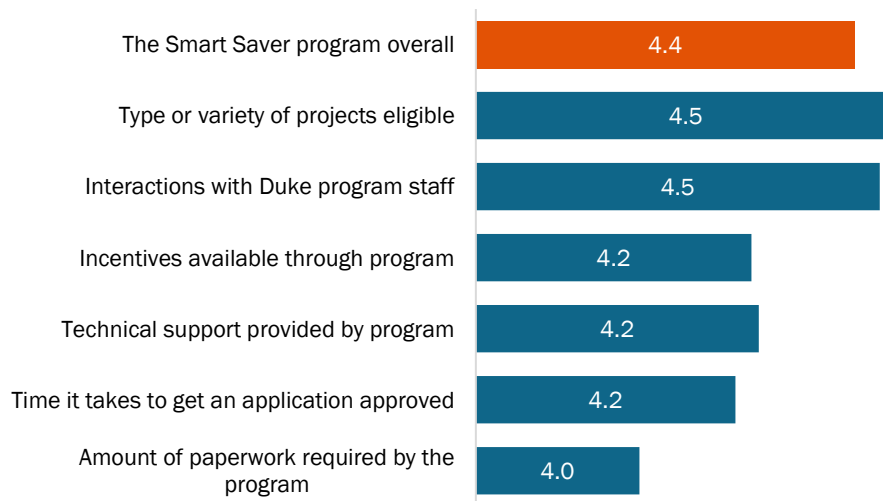 The Smart Saver program overall
4.4
Type or variety of projects eligible
4.5
Interactions with Duke program staff
4.5
Incentives available through program
4.2
Technical support provided by program
4.2
Time it takes to get an application approved
4.2
Amount of paperwork required by the
program
4.0